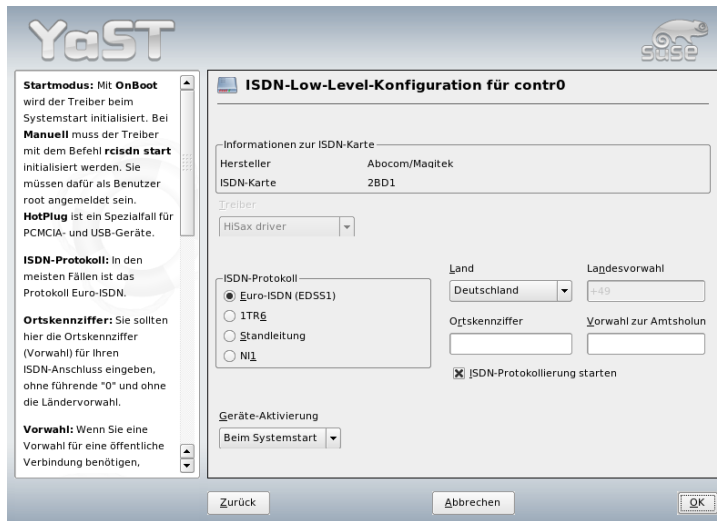 YaST
SUSE
Startmodus: Mit OnBoot
wird der Treiber beim
Systemstart initialisiert. Bei
Manuell muss der Treiber
mit dem Befehl rcisdn start
initialisiert werden. Sie
müssen dafür als Benutzer
root angemeldet sein.
HotPlug ist ein Spezialfall für
PCMCIA- und USB-Geräte.
ISDN-Protokoll: In den
meisten Fällen ist das
Protokoll Euro-ISDN.
Ortskennziffer: Sie sollten
hier die Ortskennziffer
(Vorwahl) für Ihren
ISDN-Anschluss eingeben,
ohne führende "0" und ohne
die Ländervorwahl.
Vorwahl: Wenn Sie eine
Vorwahl für eine öffentliche
Verbindung benötigen,
ISDN-Low-Level-Konfiguration für contr0
Informationen zur ISDN-Karte
Hersteller Abocom/Magitek
ISDN-Karte 2BD1
Treiber
HiSax driver
ISDN-Protokoll
Euro-ISDN (EDSS1)
1TR6
Standleitung
NI1
Land Landesvorwahl
Deutschland +49
Ortskennziffer Vorwahl zur Amtsholun
ISDN-Protokollierung starten
Geräte-Aktivierung
Beim Systemstart
Zurück Abbrechen OK